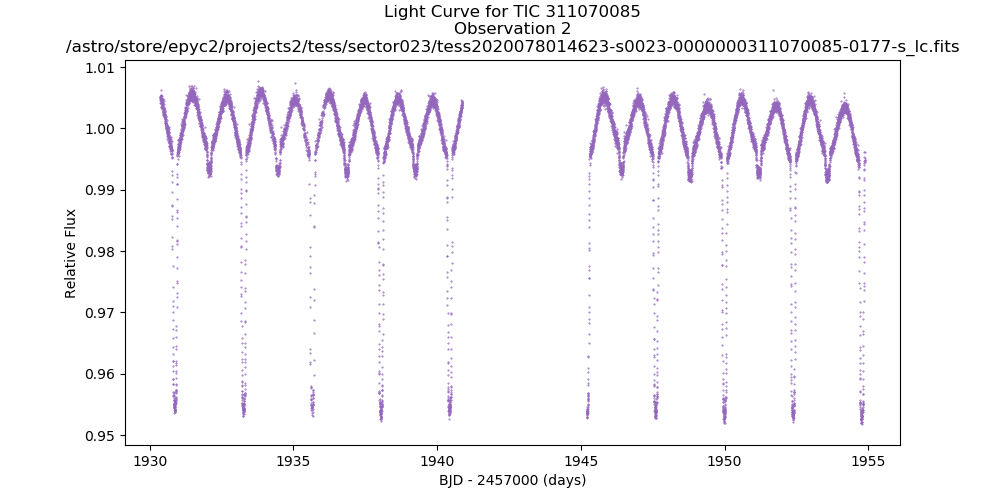 Light Curve for TIC 311070085
Observation 2
/astro/store/epyc2/projects2/tess/sector023/tess2020078014623-s0023-0000000311070085-0177-s_lc.fits
1.01
1.00
0.99
0.98
0.97
0.96
0.95
Relative Flux
1930
1935
1940
1945
1950
1955
BJD - 2457000 (days)